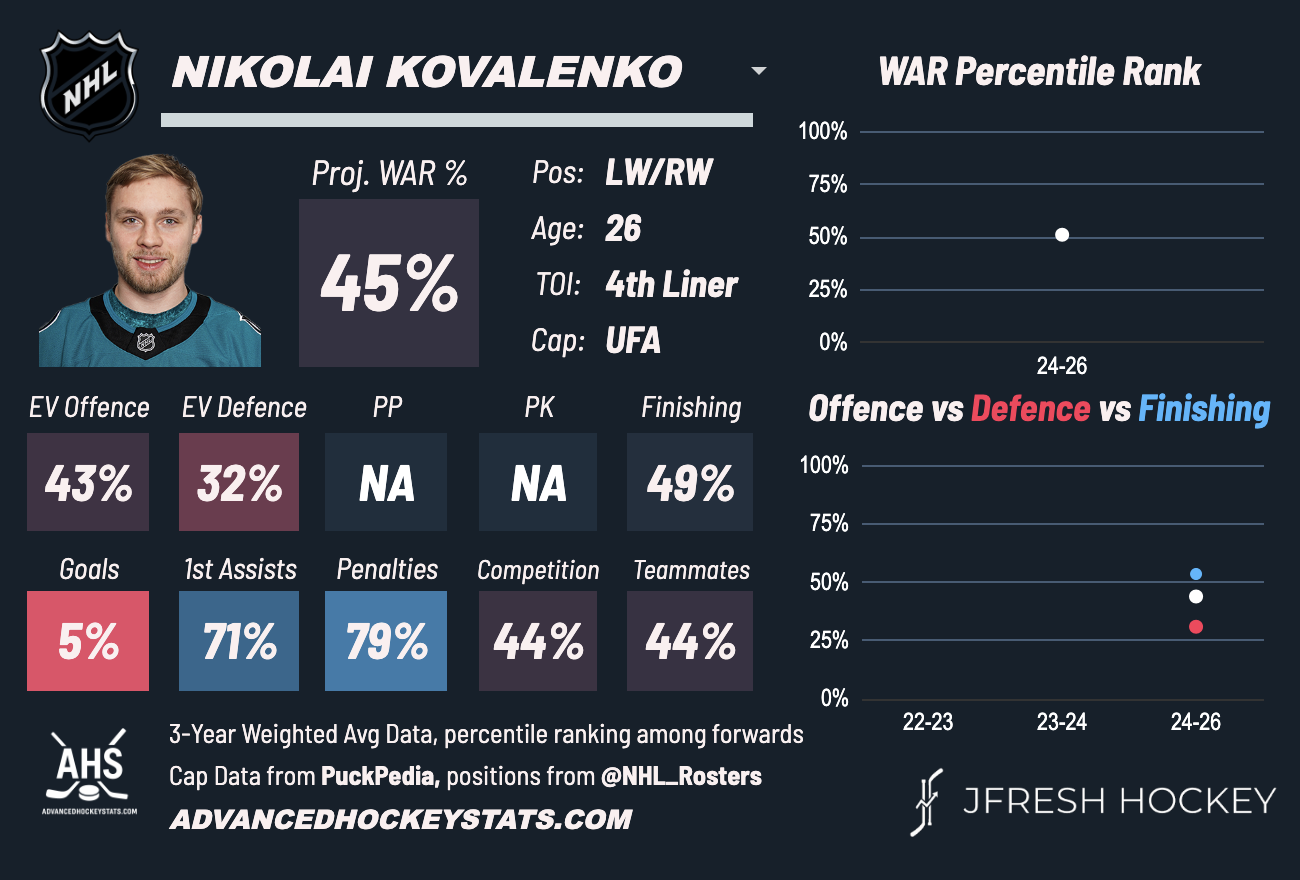 NHL
NIKOLAI KOVALENKO
Proj. WAR %
45%
Pos: LW/RW
Age: 26
TOI: 4th Liner
Cap: UFA
EV Offence EV Defence PP PK Finishing
43% 32% NA NA 49%
Goals 1st Assists Penalties Competition Teammates
5% 71% 79% 44% 44%
AHS
ADVANCEDHOCKEYSTATS.COM
3-Year Weighted Avg Data, percentile ranking among forwards
Cap Data from PuckPedia, positions from @NHL_Rosters
ADVANCEDHOCKEYSTATS.COM
WAR Percentile Rank
100%
75%
50%
25%
0%
24-26
Offence vs Defence vs Finishing
100%
75%
50%
25%
0%
22-23 23-24 24-26
JFRESH HOCKEY